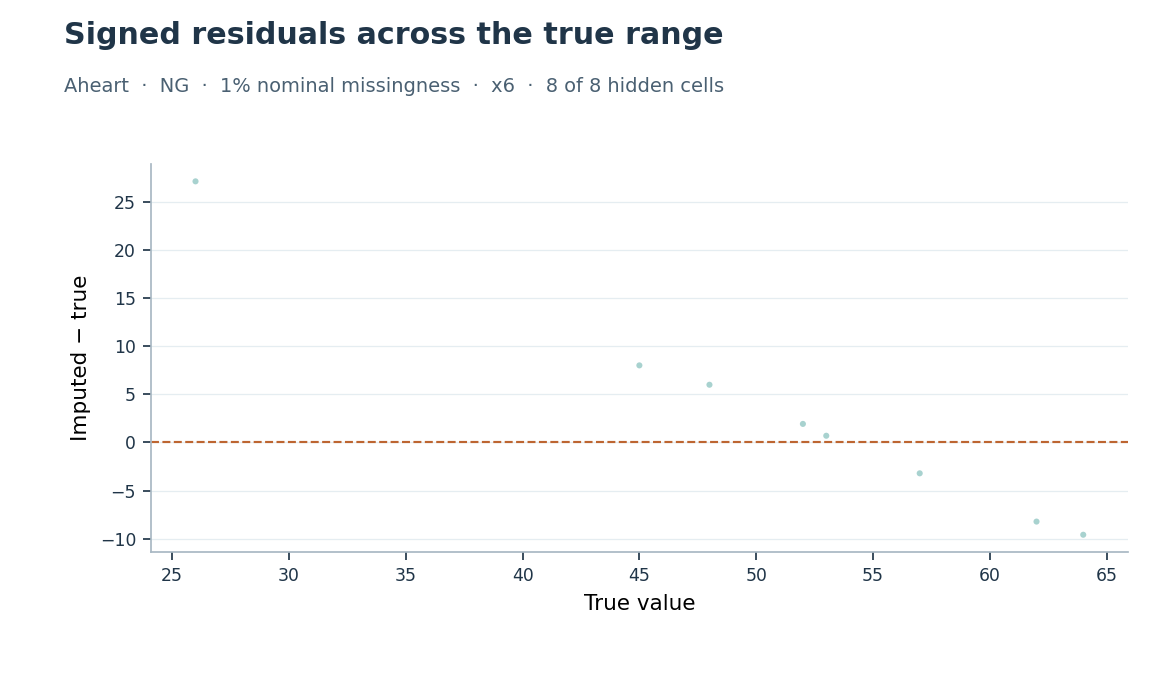 Signed residuals across the true range
Aheart · NG · 1% nominal missingness · x6 · 8 of 8 hidden cells
Imputed − true
25
20
15
10
5
0
−5
−10
25 30 35 40 45 50 55 60 65
True value